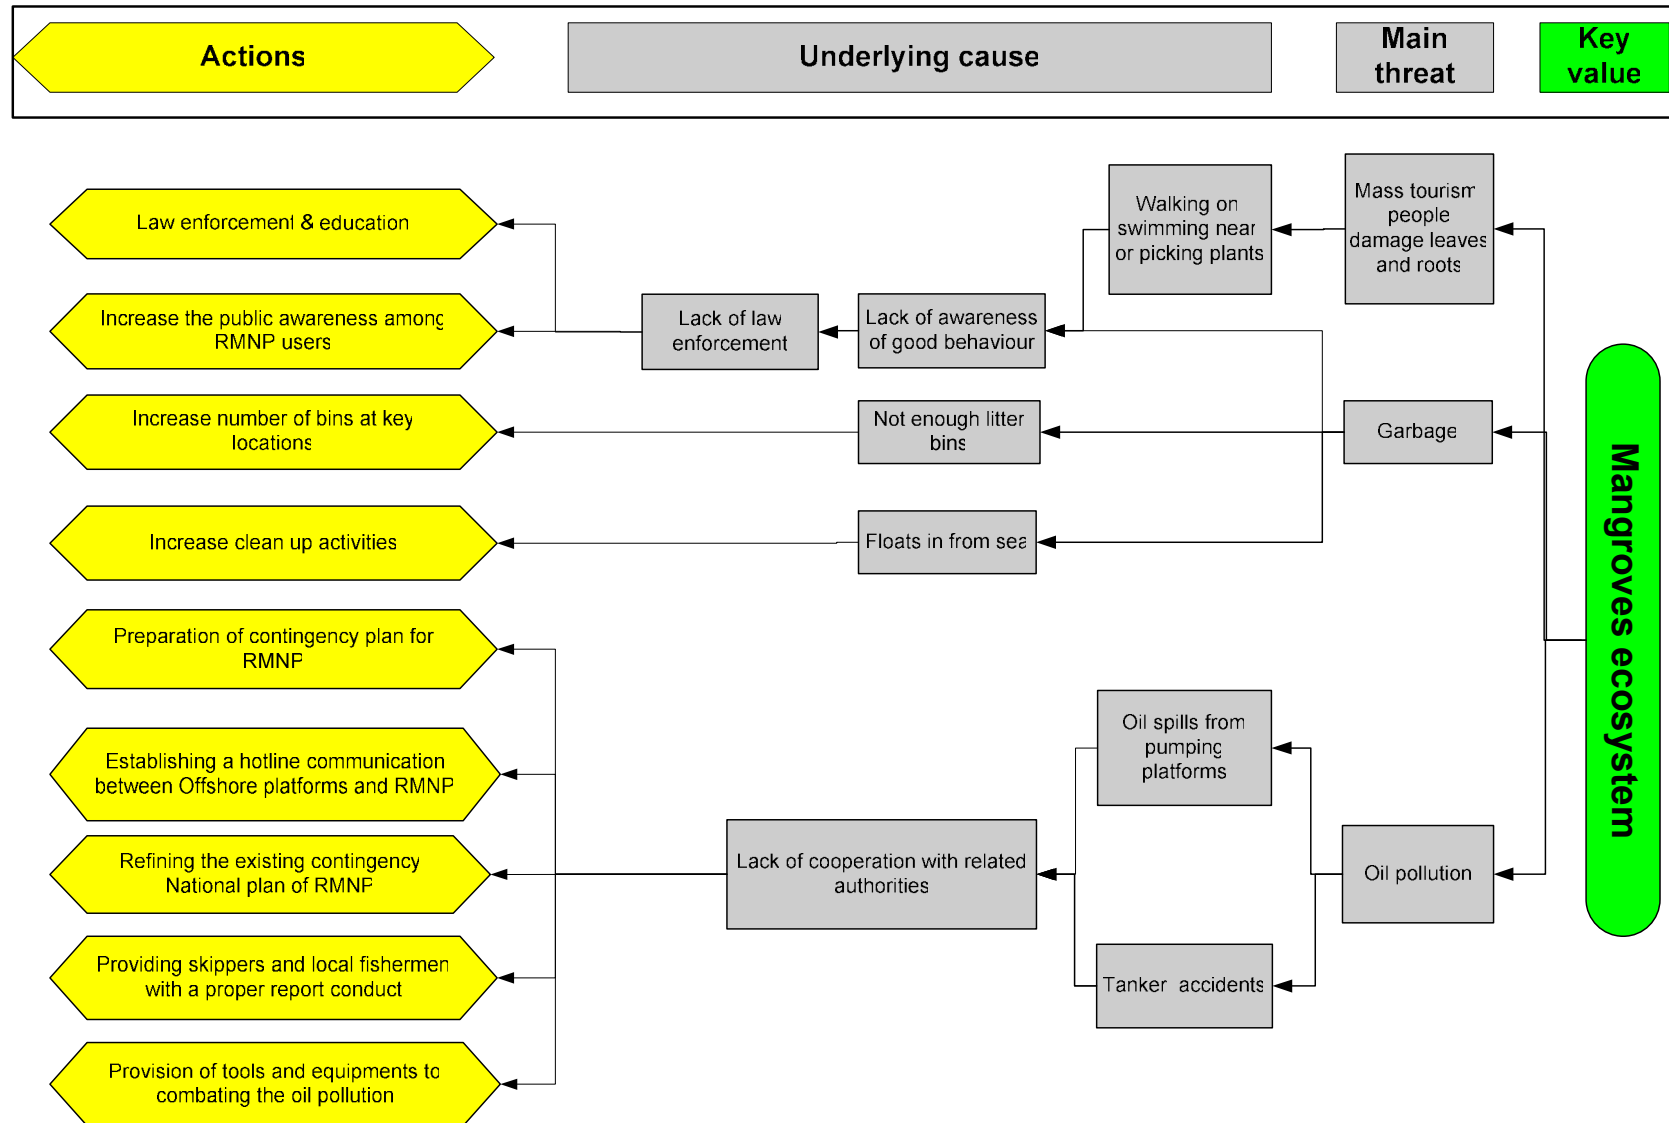 Actions
Underlying cause
Main
threat
Key
value
Law enforcement & education
Increase the public awareness among
RMNP users
Increase number of bins at key
locations
Increase clean up activities
Preparation of contingency plan for
RMNP
Establishing a hotline communication
between Offshore platforms and RMNP
Refining the existing contingency
National plan of RMNP
Providing skippers and local fishermen
with a proper report conduct
Provision of tools and equipments to
combating the oil pollution
Lack of law
enforcement
Lack of awareness
of good behaviour
Not enough litter
bins
Floats in from sea
Lack of cooperation with related
authorities
Walking on
swimming near
or picking plants
Oil spills from
pumping
platforms
Tanker accidents
Mass tourism
people
damage leaves
and roots
Garbage
Oil pollution
Mangroves ecosystem